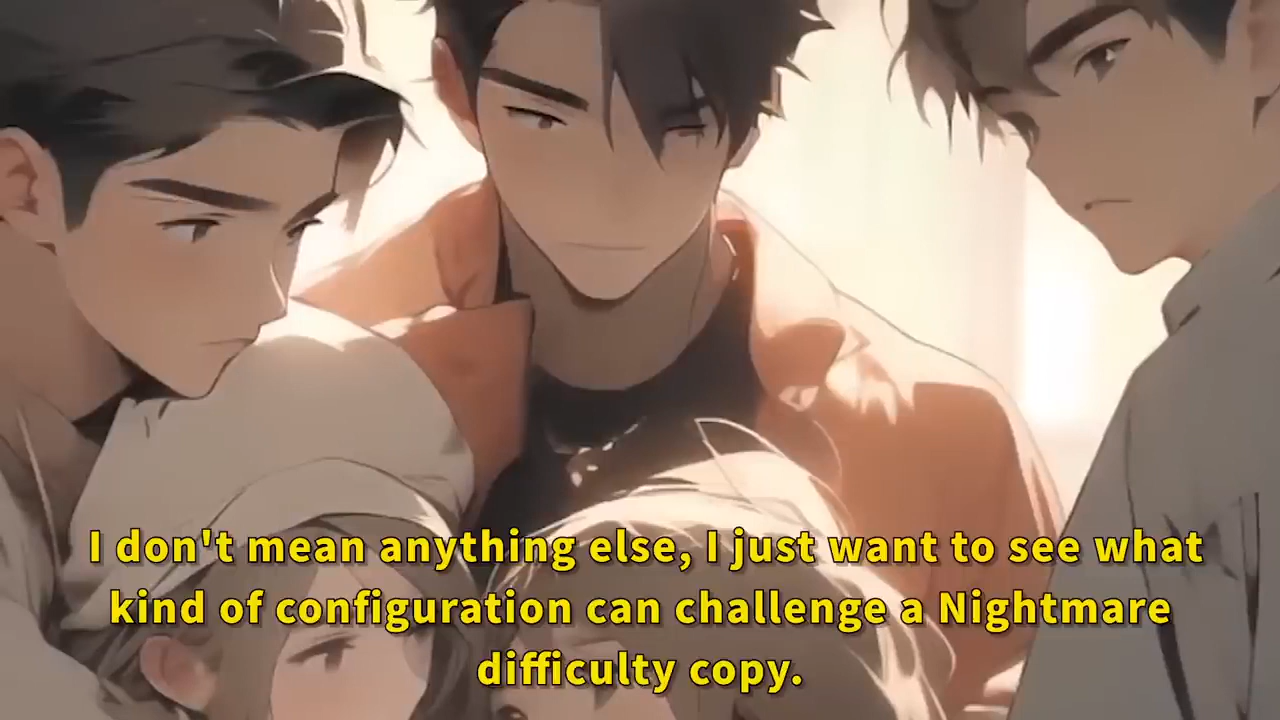 I don't mean anything else, I just want to see what
kind of configuration can challenge a Nightmare
difficulty copy.